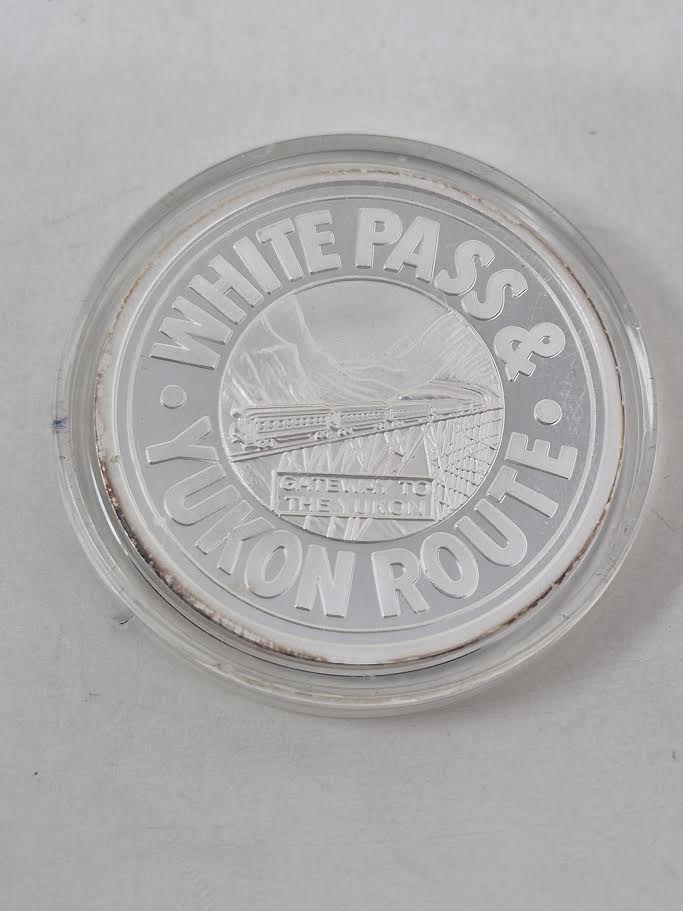 WHITE PASS &
YUKON ROUTE
GATEWAY TO
THE YUKON